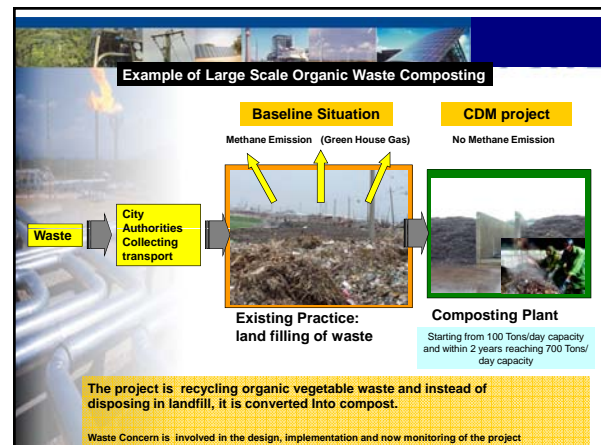 Example of Large Scale Organic Waste Composting
Baseline Situation
CDM project
Methane Emission (Green House Gas)
No Methane Emission
Waste
City
Authorities
Collecting
transport
Existing Practice:
land filling of waste
Composting Plant
Starting from 100 Tons/day capacity
and within 2 years reaching 700 Tons/
day capacity
The project is recycling organic vegetable waste and instead of
disposing in landfill, it is converted Into compost.
Waste Concern is involved in the design, implementation and now monitoring of the project